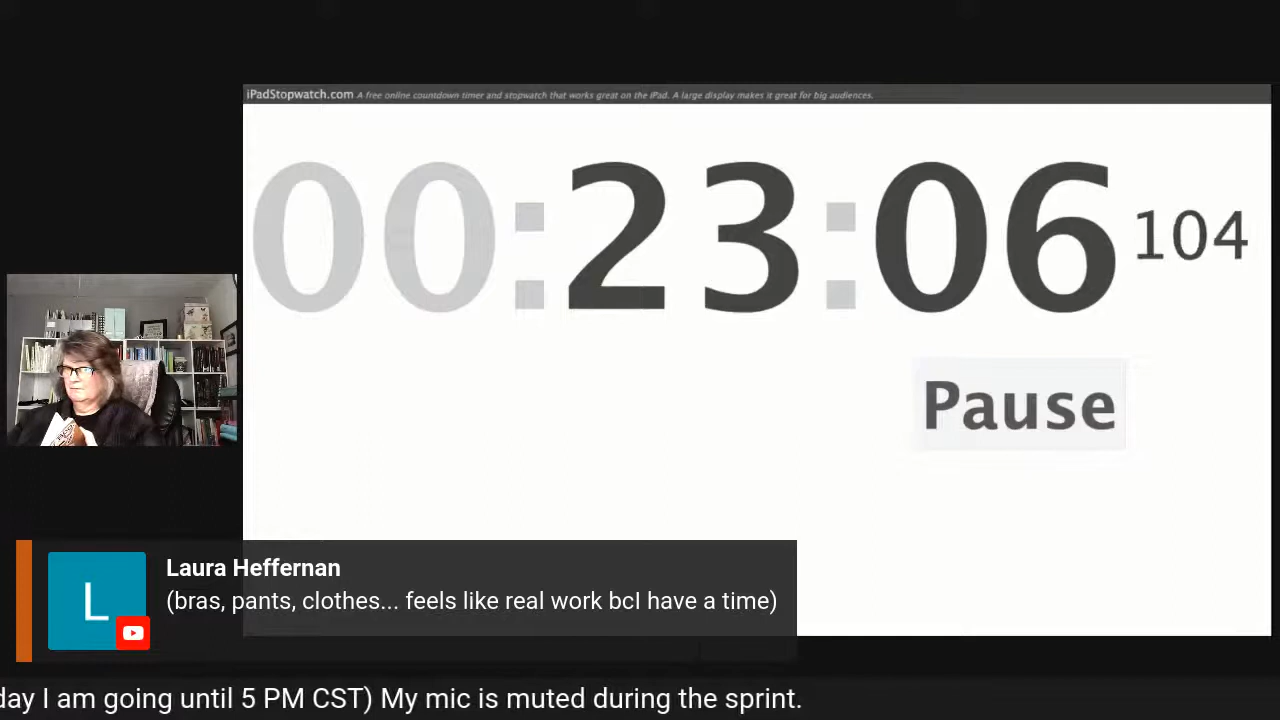 iPadStopwatch.com A free online countdown timer and stopwatch that works great on the iPad. A large display makes it great for big audiences.
00:23:06 104
Pause
L
Laura Heffernan
(bras, pants, clothes... feels like real work bcI have a time)
day I am going until 5 PM CST) My mic is muted during the sprint.